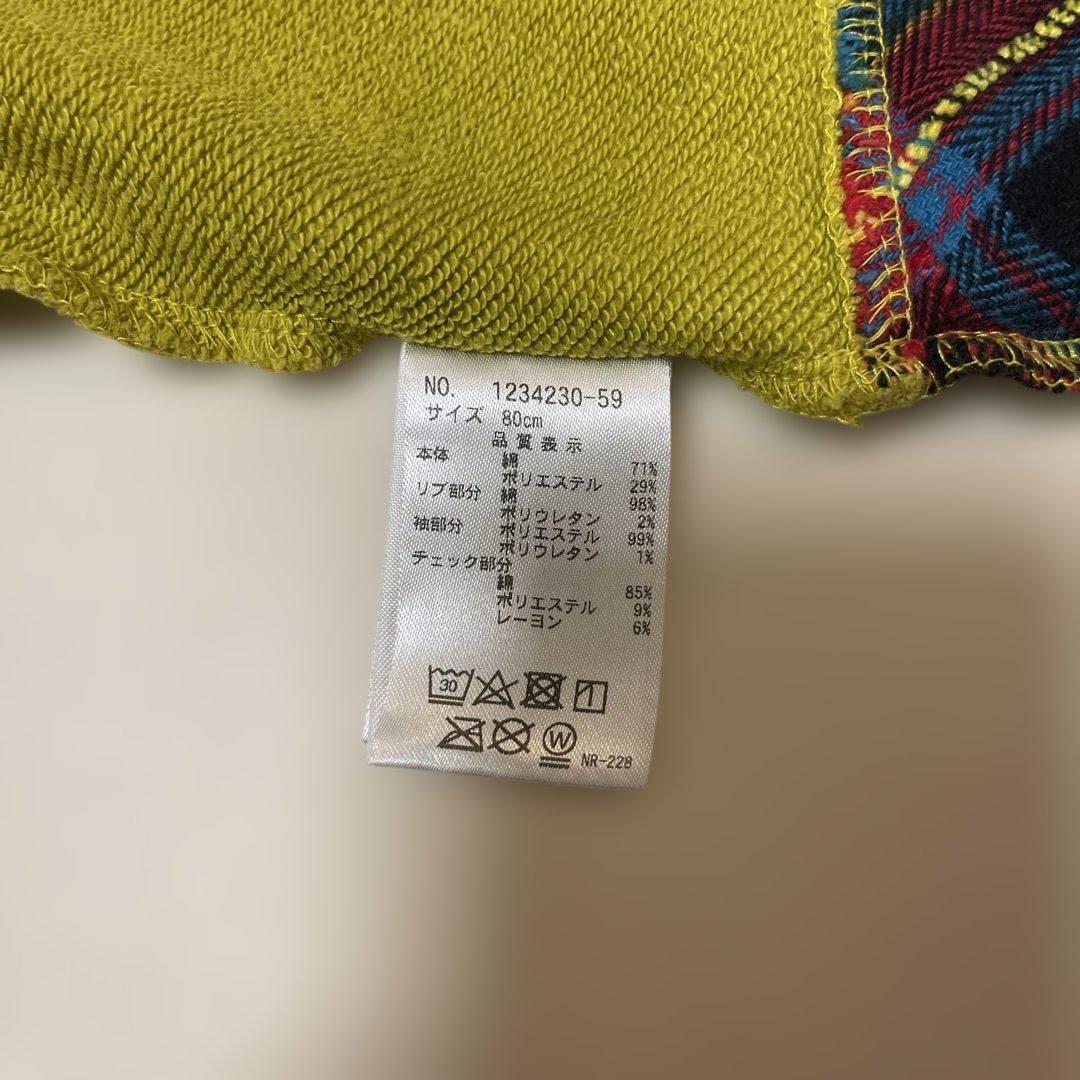 NO. 1234230-59
サイズ 80cm
品質表示
本体 綿 71%
ポリエステル 29%
リブ部分 綿 98%
ポリウレタン 2%
袖部分 ポリエステル 99%
ポリウレタン 1%
チェック部分
綿 85%
ポリエステル 9%
レーヨン 6%
30
W
NR-228